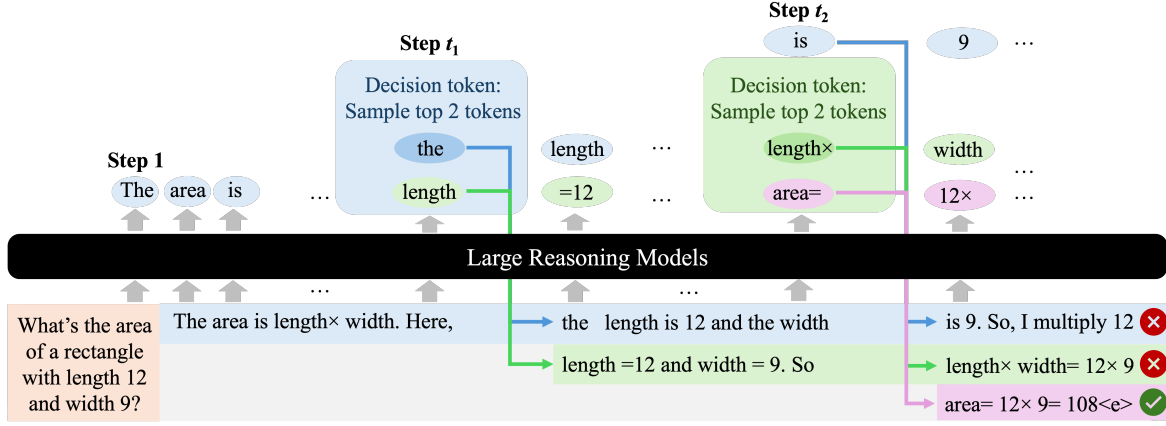 Step t₂
is
9
...
Step t₁
Decision token:
Sample top 2 tokens
Decision token:
Sample top 2 tokens
the
length
...
length×
width
...
Step 1
The
area
is
...
length
=12
...
area=
12×
...
Large Reasoning Models
...
...
What's the area
of a rectangle
with length 12
and width 9?
The area is length× width. Here,
the length is 12 and the width
is 9. So, I multiply 12
length =12 and width = 9. So
length× width= 12× 9
area= 12× 9= 108<e>